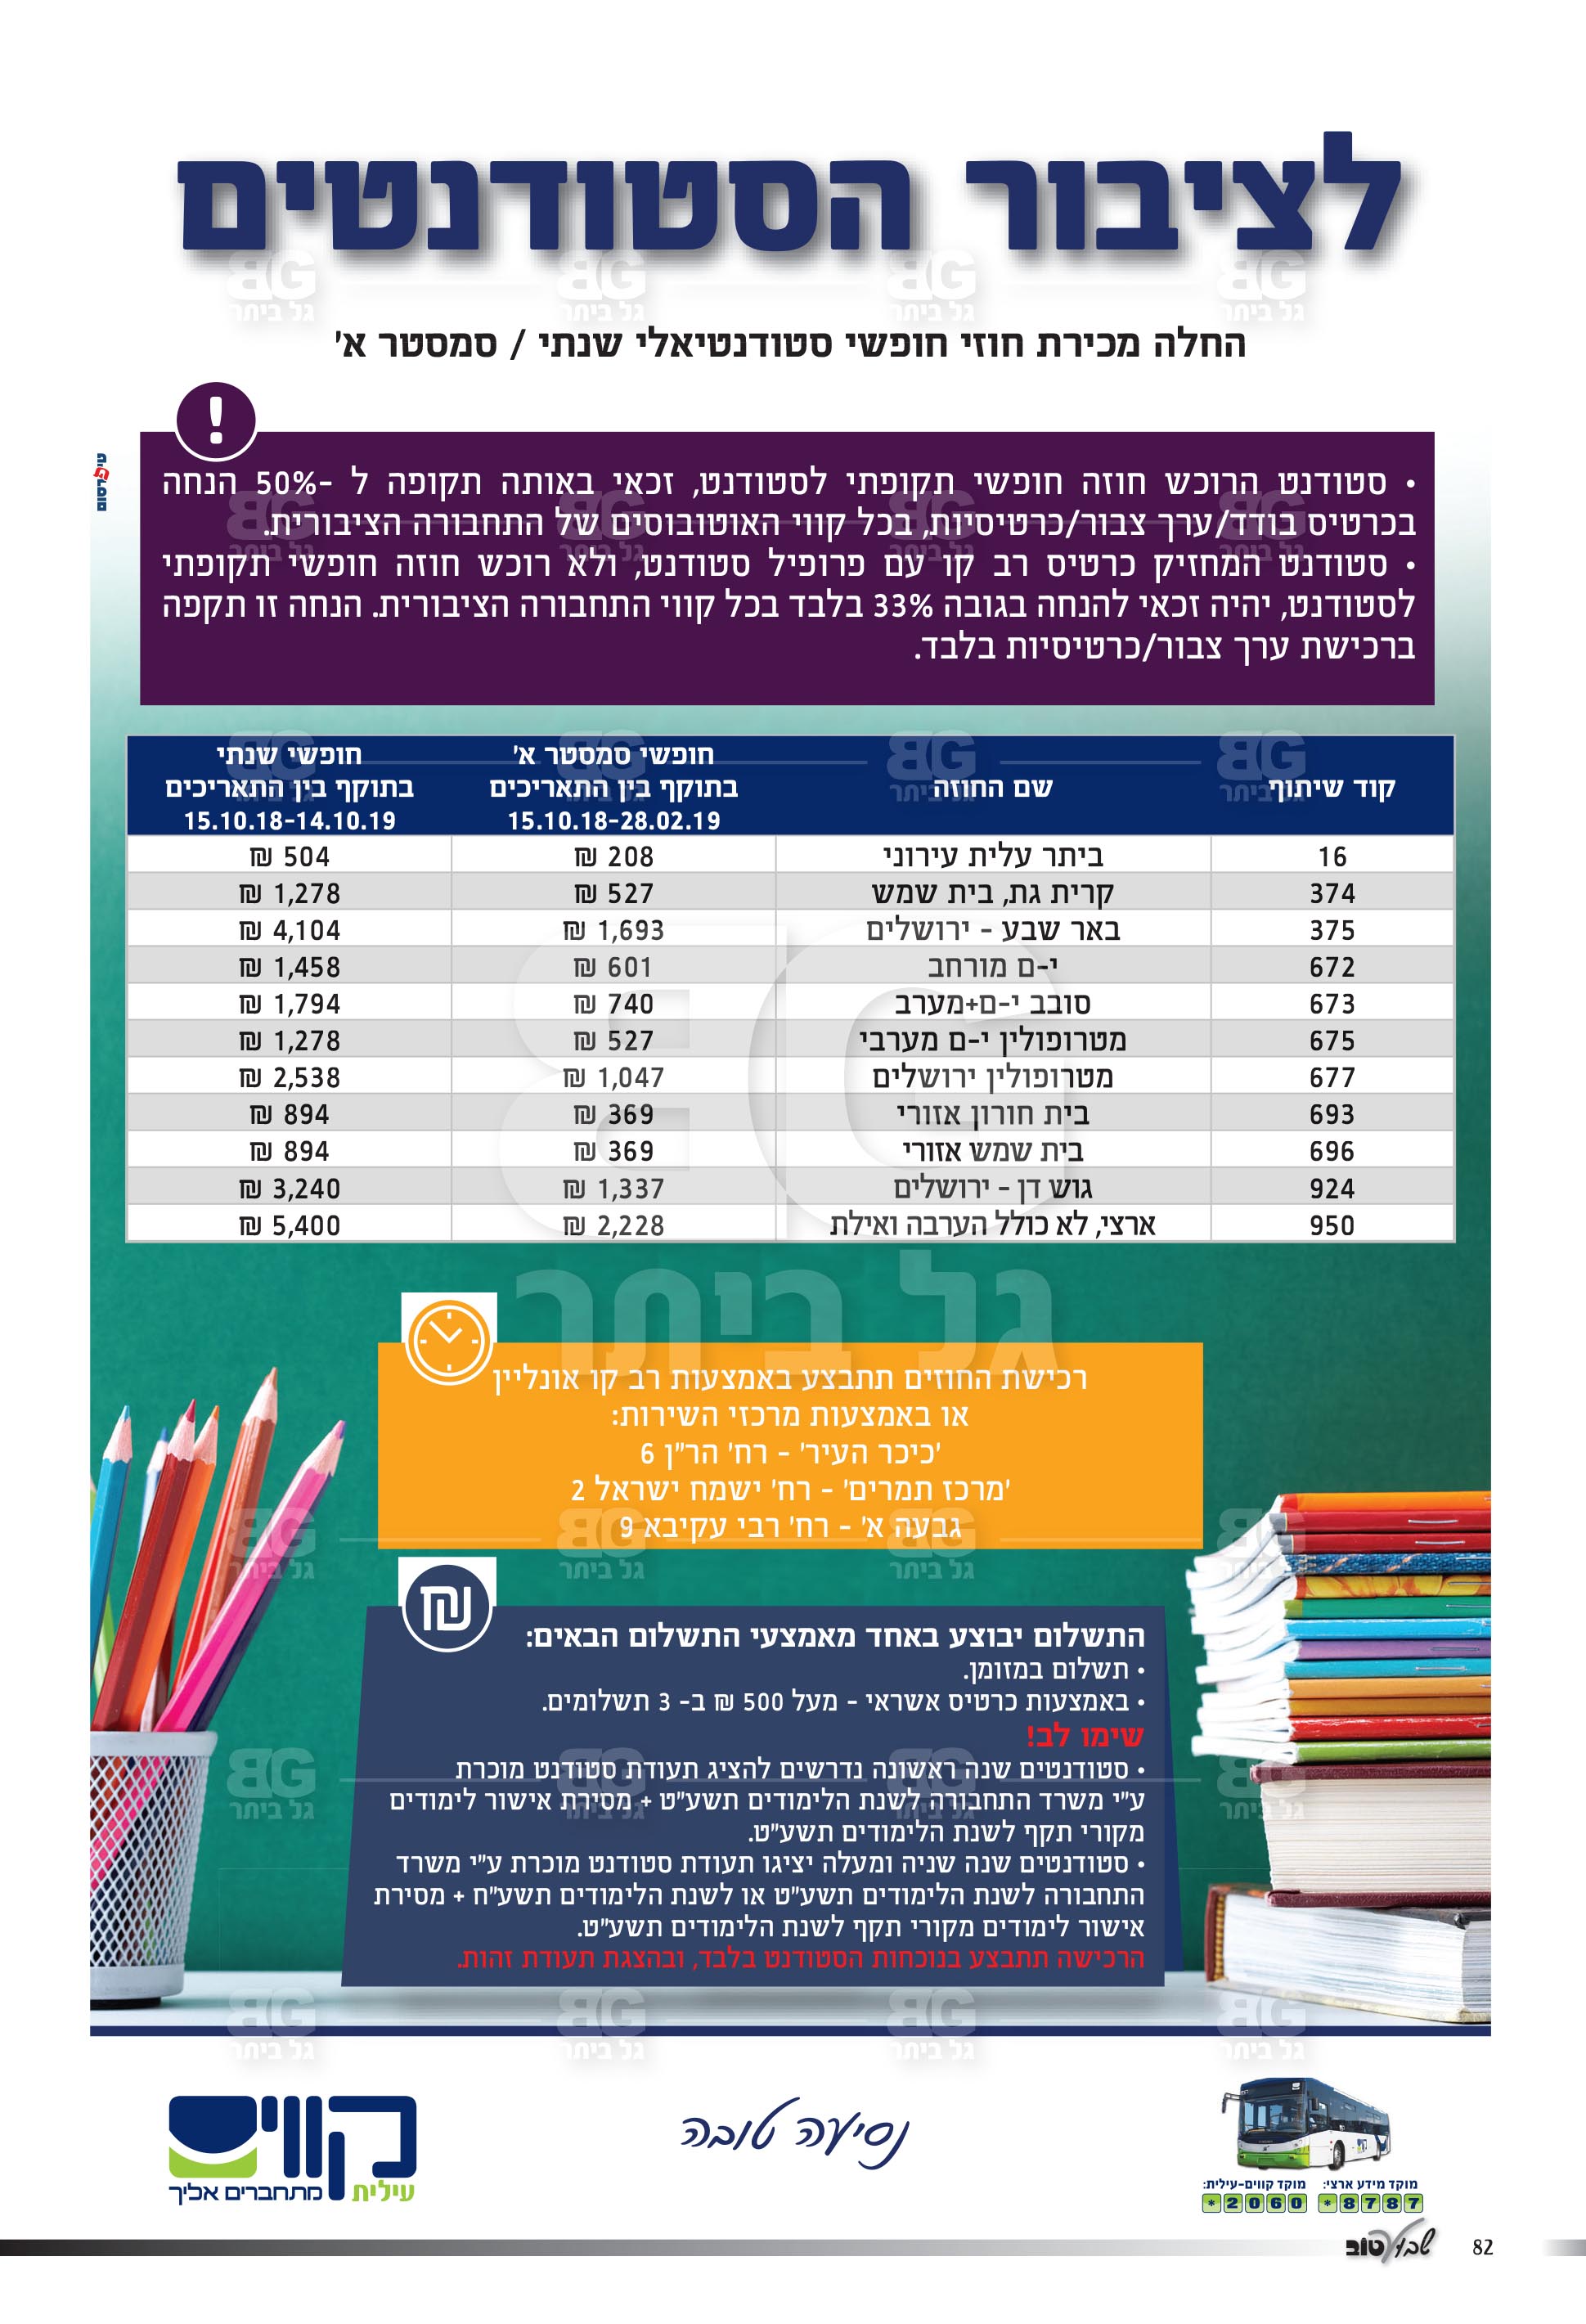 לציבור הסטודנטים
החלה מכירת חוזי חופשי סטודנטיאלי שנתי / סמסטר א'
!
• סטודנט הרוכש חוזה חופשי תקופתי לסטודנט, זכאי באותה תקופה ל -50% הנחה
בכרטיס בודד/ערך צבור/כרטיסיות, בכל קווי האוטובוסים של התחבורה הציבורית.
• סטודנט המחזיק כרטיס רב קו עם פרופיל סטודנט, ולא רוכש חוזה חופשי תקופתי
לסטודנט, יהיה זכאי להנחה בגובה 33% בלבד בכל קווי התחבורה הציבורית. הנחה זו תקפה
ברכישת ערך צבור/כרטיסיות בלבד.
קוד שיתוף שם החוזה חופשי סמסטר א' בתוקף בין התאריכים 15.10.18-28.02.19 חופשי שנתי בתוקף בין התאריכים 15.10.18-14.10.19
16 ביתר עלית עירוני 208 ₪ 504 ₪
374 קרית גת, בית שמש 527 ₪ 1,278 ₪
375 באר שבע - ירושלים 1,693 ₪ 4,104 ₪
672 י-ם מורחב 601 ₪ 1,458 ₪
673 סובב י-ם+מערב 740 ₪ 1,794 ₪
675 מטרופולין י-ם מערבי 527 ₪ 1,278 ₪
677 מטרופולין ירושלים 1,047 ₪ 2,538 ₪
693 בית חורון אזורי 369 ₪ 894 ₪
696 בית שמש אזורי 369 ₪ 894 ₪
924 גוש דן - ירושלים 1,337 ₪ 3,240 ₪
950 ארצי, לא כולל הערבה ואילת 2,228 ₪ 5,400 ₪
BG
גל ביתר
רכישת החוזים תתבצע באמצעות רב קו אונליין
או באמצעות מרכזי השירות:
'כיכר העיר' - רח' הר"ן 6
'מרכז תמרים' - רח' ישמח ישראל 2
גבעה א' - רח' רבי עקיבא 9
₪
התשלום יבוצע באחד מאמצעי התשלום הבאים:
• תשלום במזומן.
• באמצעות כרטיס אשראי - מעל 500 ₪ ב- 3 תשלומים.
שימו לב!
• סטודנטים שנה ראשונה נדרשים להציג תעודת סטודנט מוכרת
ע"י משרד התחבורה לשנת הלימודים תשע"ט + מסירת אישור לימודים
מקורי תקף לשנת הלימודים תשע"ט.
• סטודנטים שנה שניה ומעלה יציגו תעודת סטודנט מוכרת ע"י משרד
התחבורה לשנת הלימודים תשע"ט או לשנת הלימודים תשע"ח + מסירת
אישור לימודים מקורי תקף לשנת הלימודים תשע"ט.
הרכישה תתבצע בנוכחות הסטודנט בלבד, ובהצגת תעודת זהות.
מוקד מידע ארצי: מוקד קווים-עילית:
*8787 *2060
נסיעה טובה
קווים
עילית מתחברים אליך
82 שבוע טוב